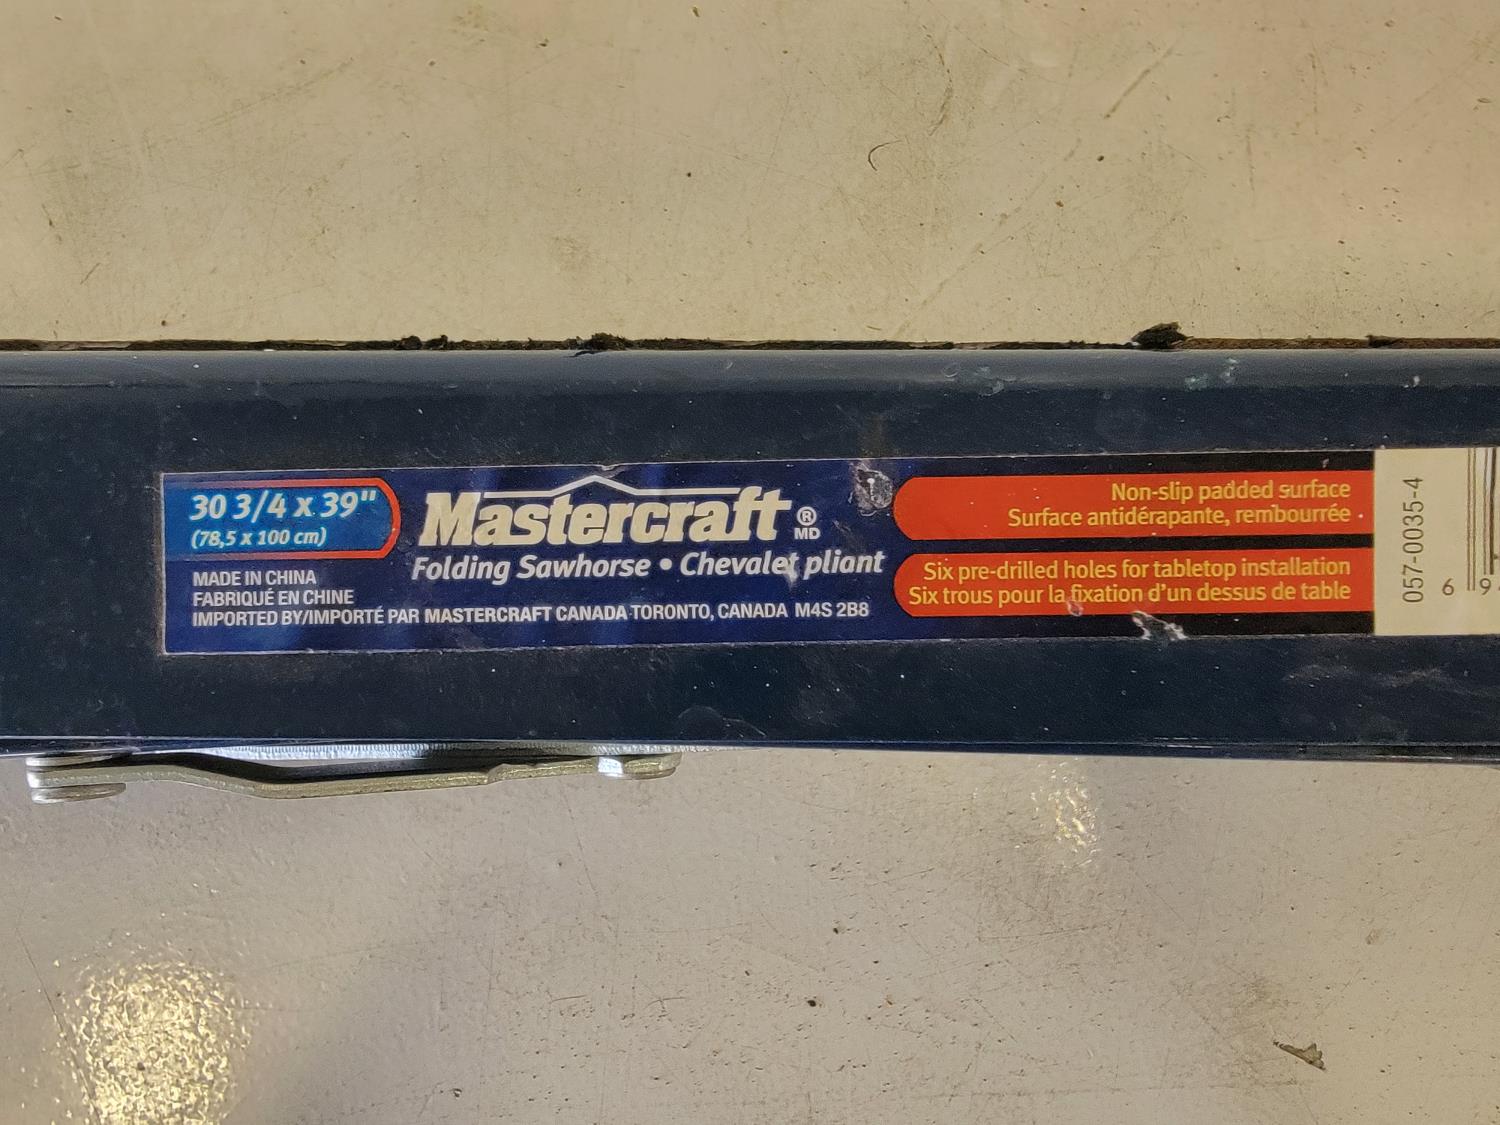 30 3/4 x 39"
(78,5 x 100 cm)
MADE IN CHINA
FABRIQUÉ EN CHINE
IMPORTED BY/IMPORTÉ PAR MASTERCRAFT CANADA TORONTO, CANADA M4S 2B8
Mastercraft®
MD
Folding Sawhorse • Chevalet pliant
Non-slip padded surface
Surface antidérapante, rembourrée
Six pre-drilled holes for tabletop installation
Six trous pour la fixation d'un dessus de table
057-0035-4
6 9